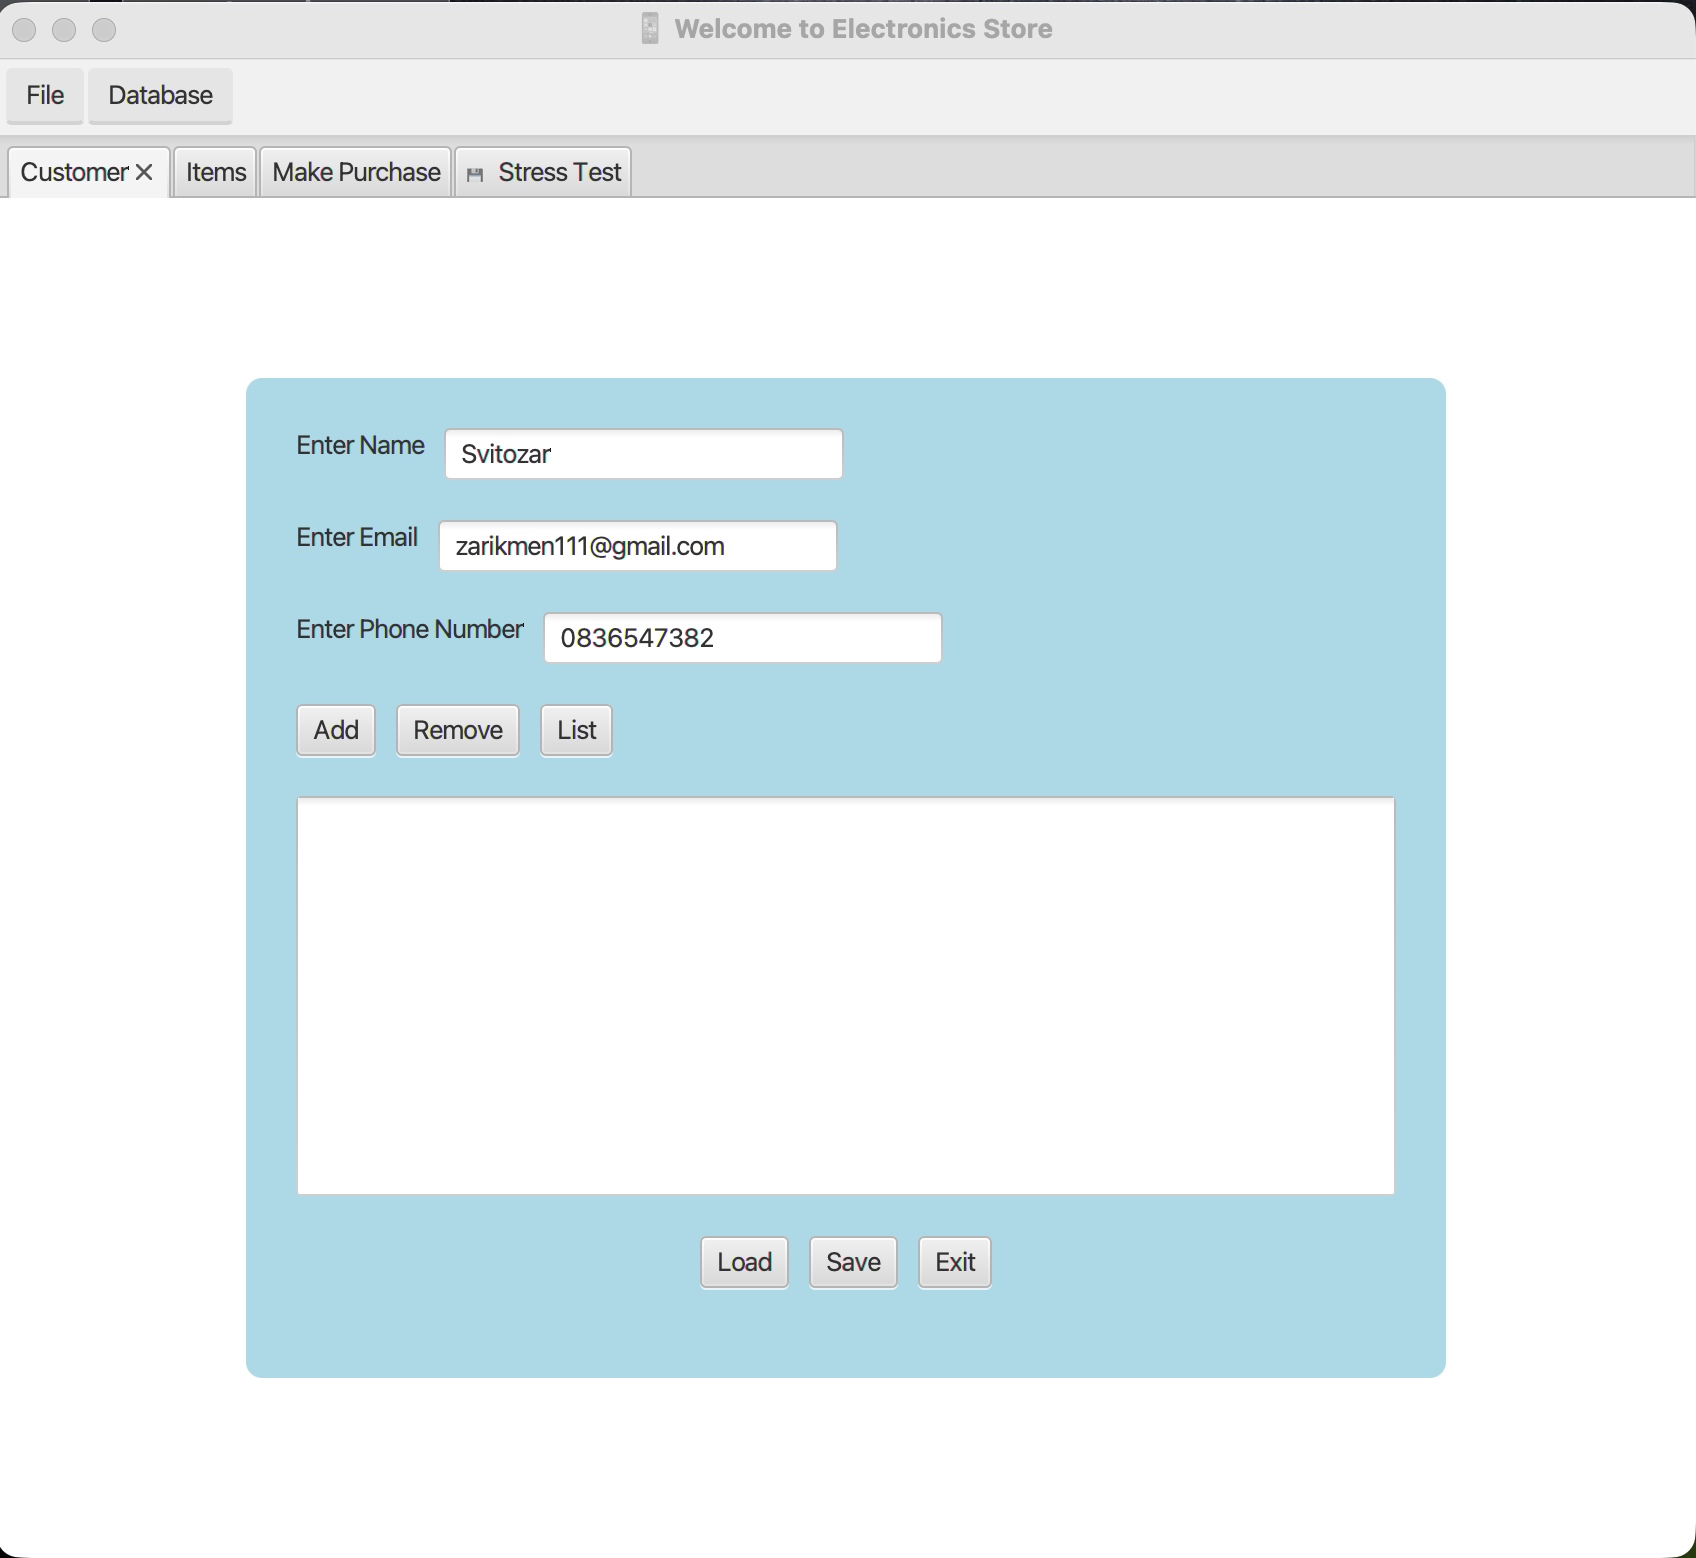 Welcome to Electronics Store
File Database
Customer Items Make Purchase Stress Test
Enter Name Svitozar
Enter Email zarikmen111@gmail.com
Enter Phone Number 0836547382
Add Remove List
Load Save Exit